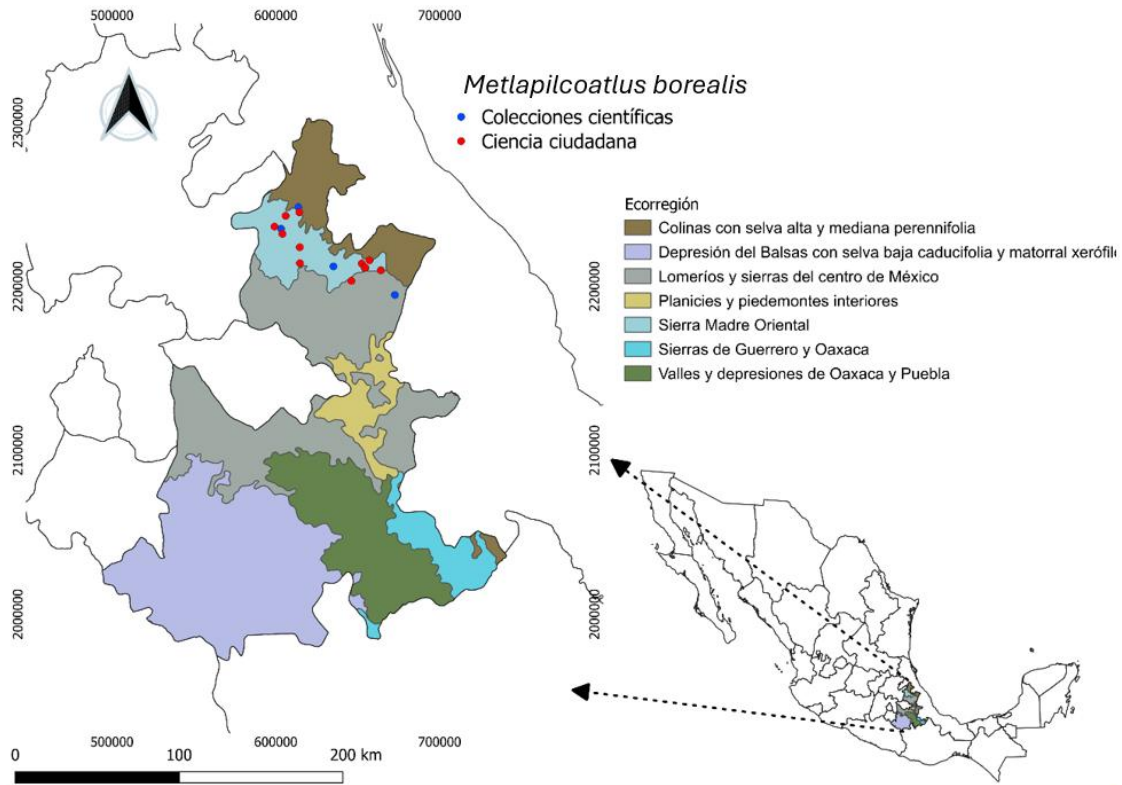 500000 600000 700000
2300000
2200000
2100000
2000000
Metlapilcoatlus borealis
Colecciones científicas
Ciencia ciudadana
Ecorregión
Colinas con selva alta y mediana perennifolia
Depresión del Balsas con selva baja caducifolia y matorral xerófilo
Lomeríos y sierras del centro de México
Planicies y piedemontes interiores
Sierra Madre Oriental
Sierras de Guerrero y Oaxaca
Valles y depresiones de Oaxaca y Puebla
2200000
2100000
2000000
500000 600000 700000
0 100 200 km